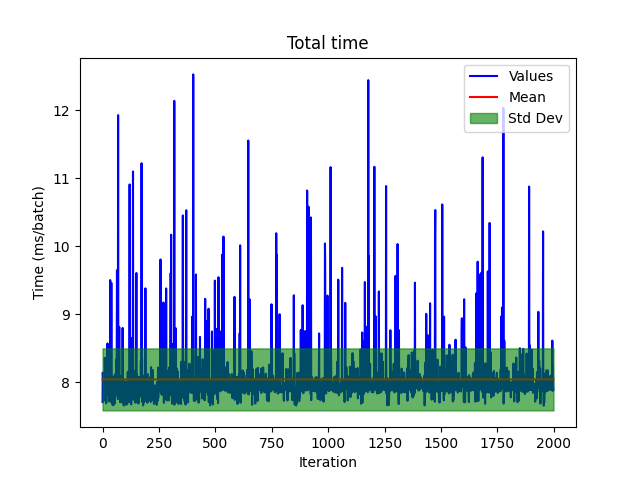 Total time
Values
Mean
Std Dev
Time (ms/batch)
12
11
10
9
8
0 250 500 750 1000 1250 1500 1750 2000
Iteration